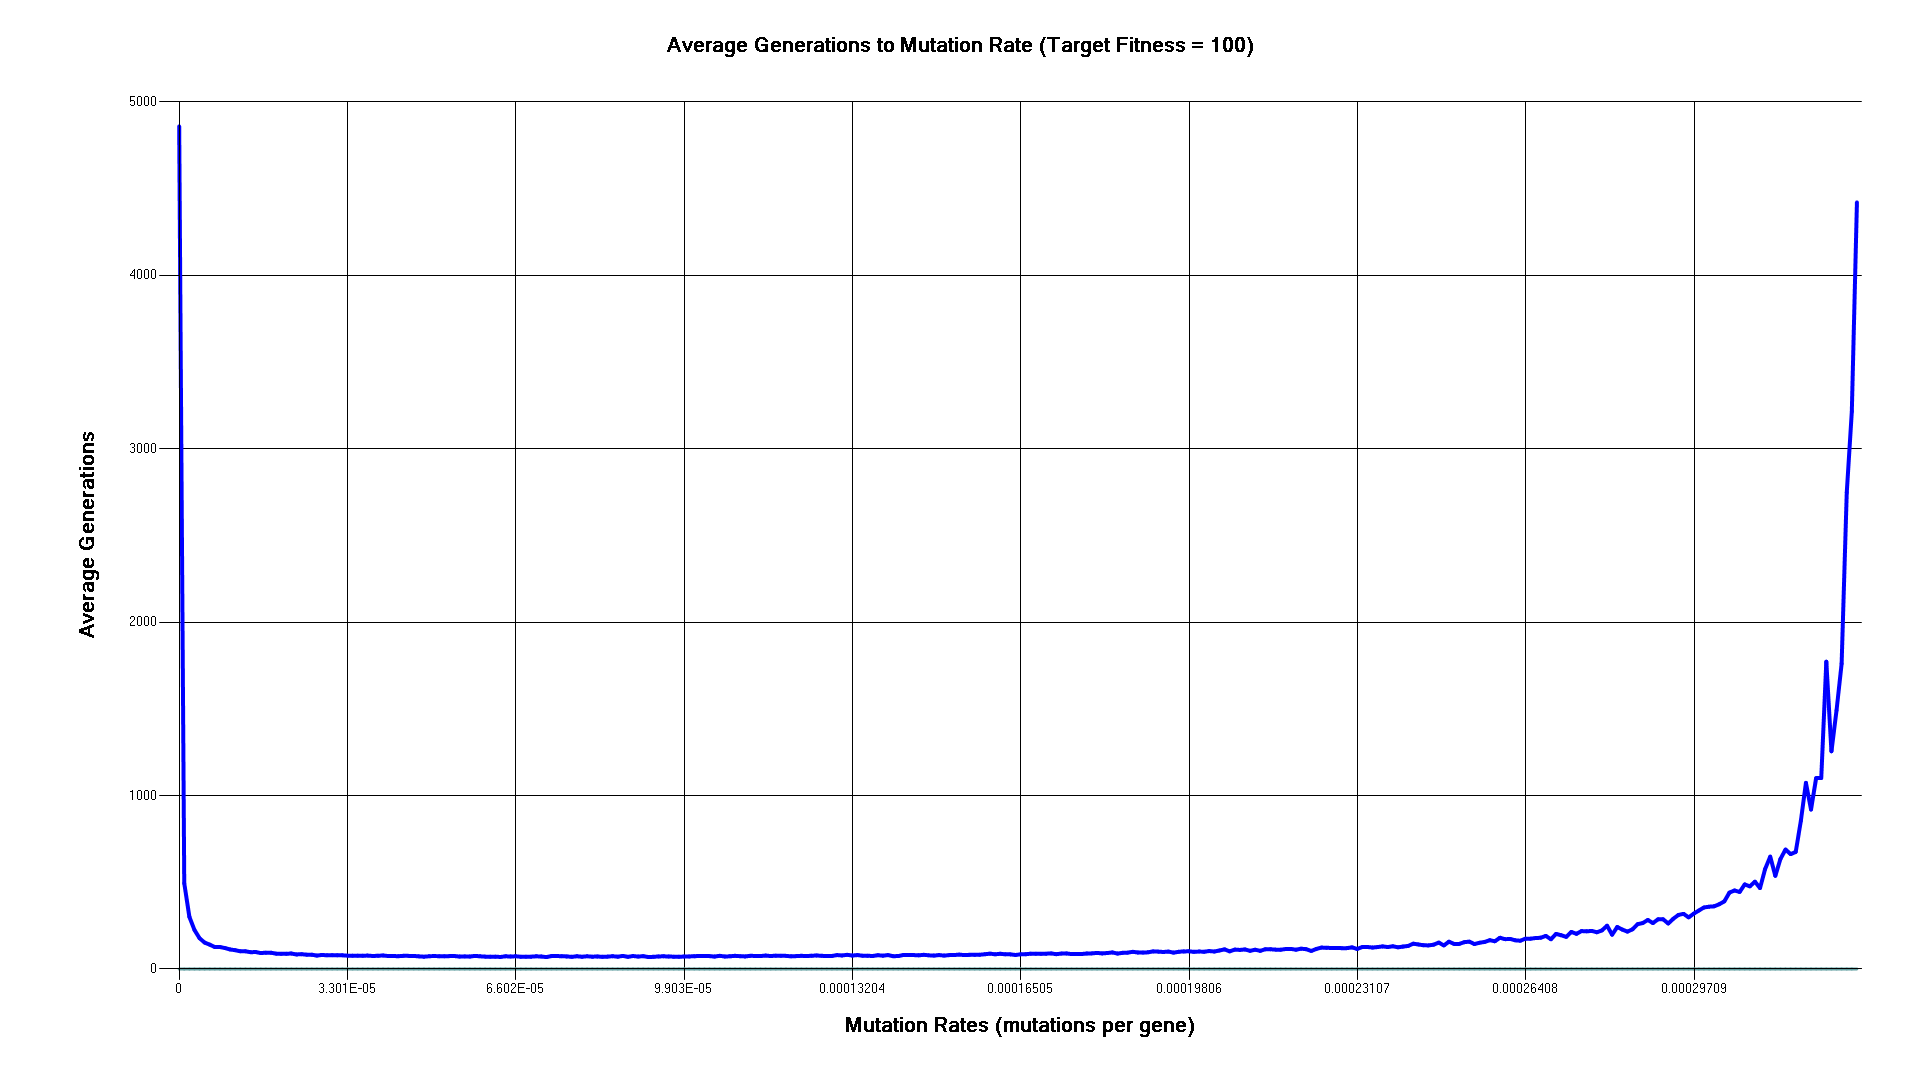 Average Generations to Mutation Rate (Target Fitness = 100)
5000
4000
3000
2000
1000
0
Average Generations
0 3.301E-05 6.602E-05 9.903E-05 0.00013204 0.00016505 0.00019806 0.00023107 0.00026408 0.00029709
Mutation Rates (mutations per gene)